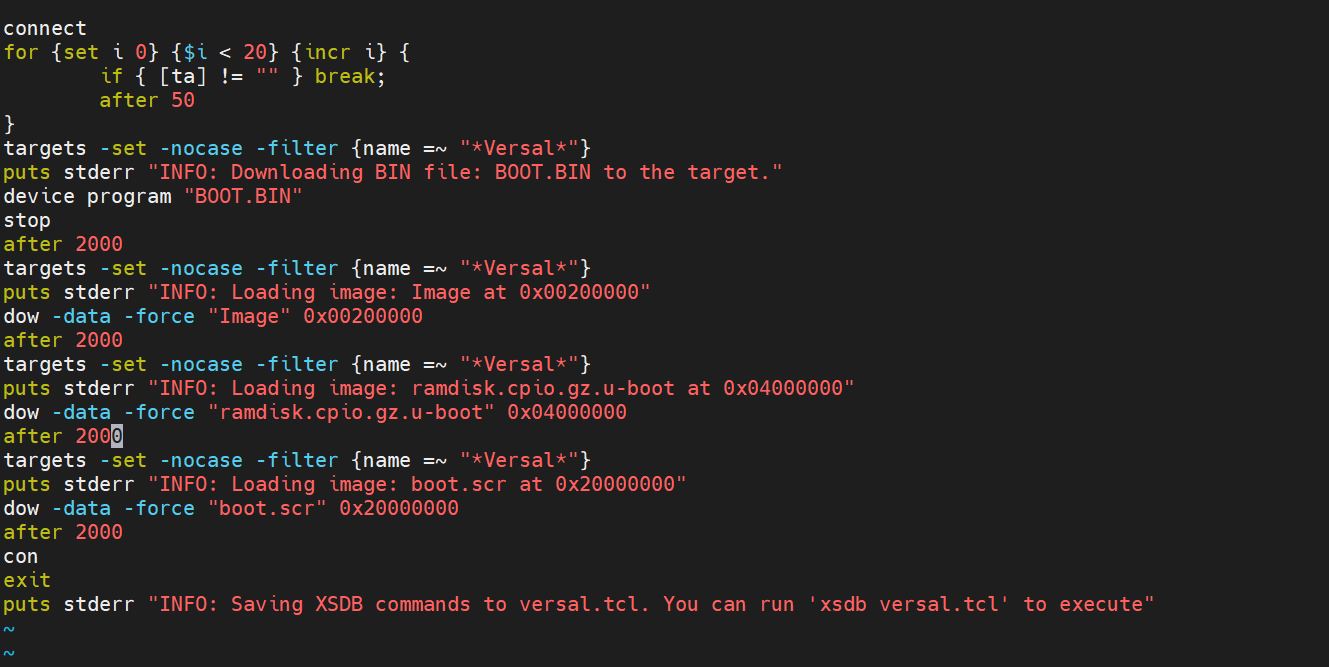 connect
for {set i 0} {$i < 20} {incr i} {
        if { [ta] != "" } break;
        after 50
}
targets -set -nocase -filter {name =~ "*Versal*"}
puts stderr "INFO: Downloading BIN file: BOOT.BIN to the target."
device program "BOOT.BIN"
stop
after 2000
targets -set -nocase -filter {name =~ "*Versal*"}
puts stderr "INFO: Loading image: Image at 0x00200000"
dow -data -force "Image" 0x00200000
after 2000
targets -set -nocase -filter {name =~ "*Versal*"}
puts stderr "INFO: Loading image: ramdisk.cpio.gz.u-boot at 0x04000000"
dow -data -force "ramdisk.cpio.gz.u-boot" 0x04000000
after 2000
targets -set -nocase -filter {name =~ "*Versal*"}
puts stderr "INFO: Loading image: boot.scr at 0x20000000"
dow -data -force "boot.scr" 0x20000000
after 2000
con
exit
puts stderr "INFO: Saving XSDB commands to versal.tcl. You can run 'xsdb versal.tcl' to execute"
~
~